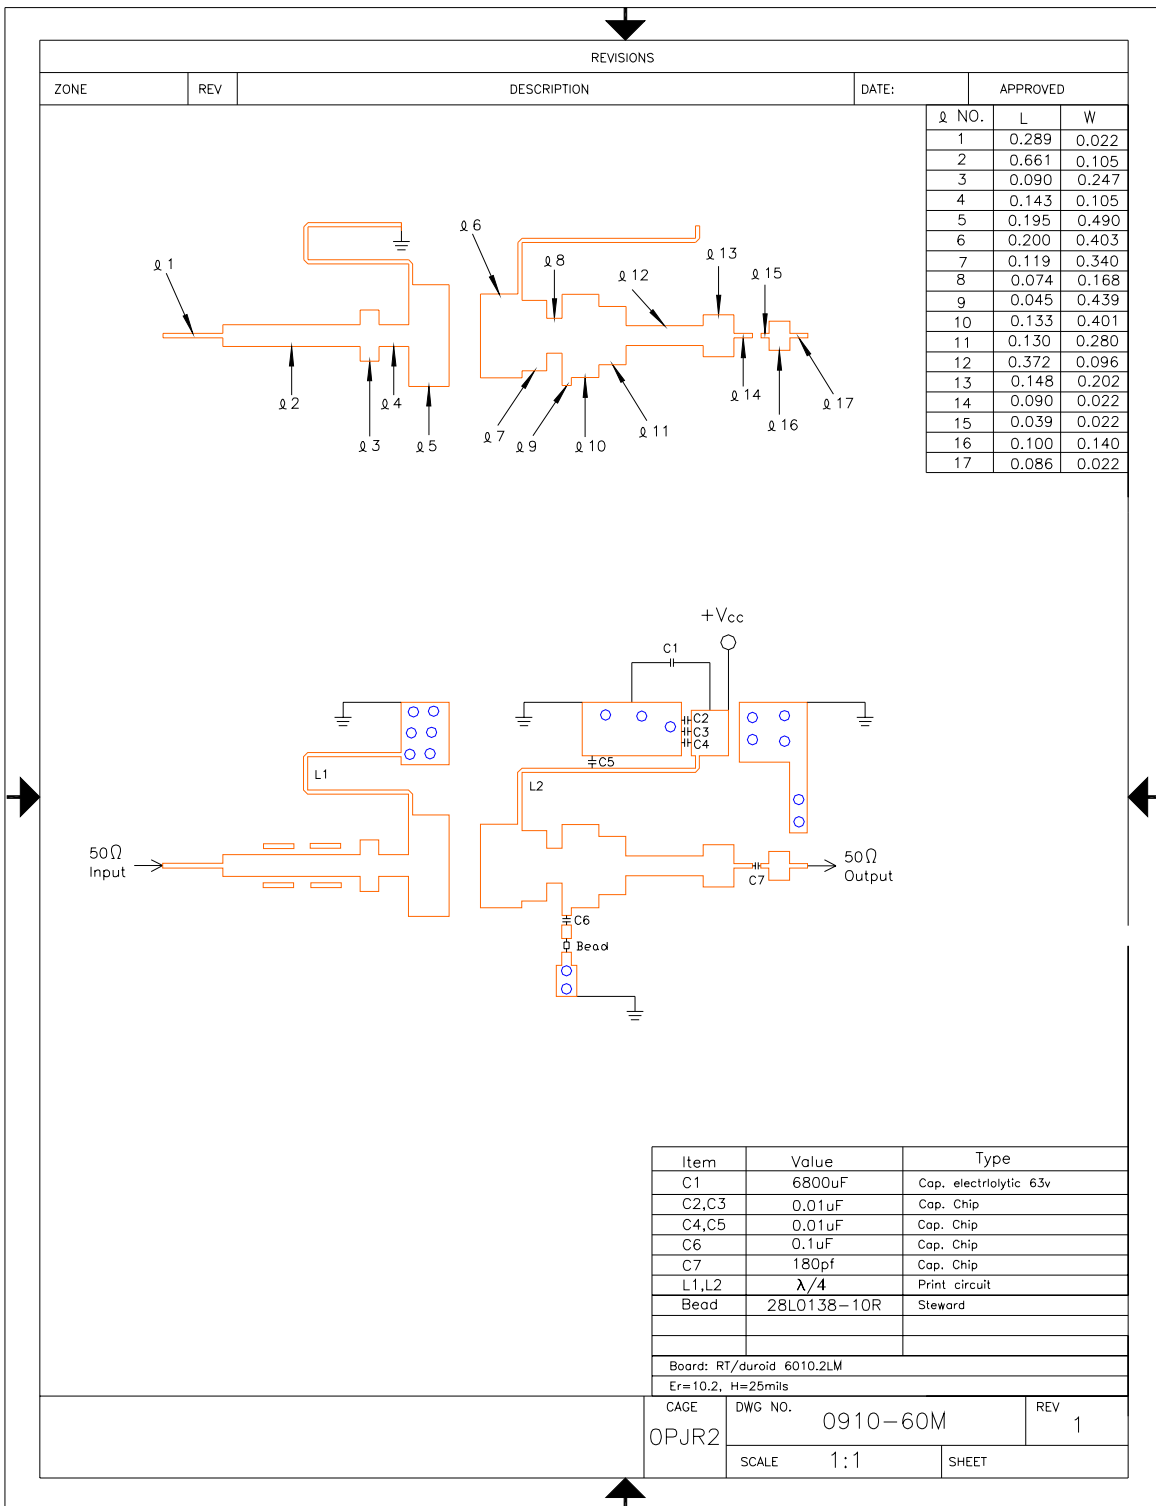 REVISIONS
ZONE REV DESCRIPTION DATE: APPROVED
ℓ NO. L W
1 0.289 0.022
2 0.661 0.105
3 0.090 0.247
4 0.143 0.105
5 0.195 0.490
6 0.200 0.403
7 0.119 0.340
8 0.074 0.168
9 0.045 0.439
10 0.133 0.401
11 0.130 0.280
12 0.372 0.096
13 0.148 0.202
14 0.090 0.022
15 0.039 0.022
16 0.100 0.140
17 0.086 0.022
ℓ 6
ℓ 13
ℓ 1
ℓ 8
ℓ 12
ℓ 15
ℓ 14
ℓ 17
ℓ 2
ℓ 4
ℓ 16
ℓ 7
ℓ 11
ℓ 3
ℓ 5
ℓ 9
ℓ 10
+Vcc
C1
C2
C3
C4
C5
L1
L2
50Ω
Input
50Ω
Output
C7
C6
Bead
Item Value Type
C1 6800uF Cap. electrlolytic 63v
C2,C3 0.01uF Cap. Chip
C4,C5 0.01uF Cap. Chip
C6 0.1uF Cap. Chip
C7 180pf Cap. Chip
L1,L2 λ/4 Print circuit
Bead 28L0138-10R Steward
Board: RT/duroid 6010.2LM
Er=10.2, H=25mils
CAGE DWG NO. REV
0PJR2 0910-60M 1
SCALE 1:1 SHEET